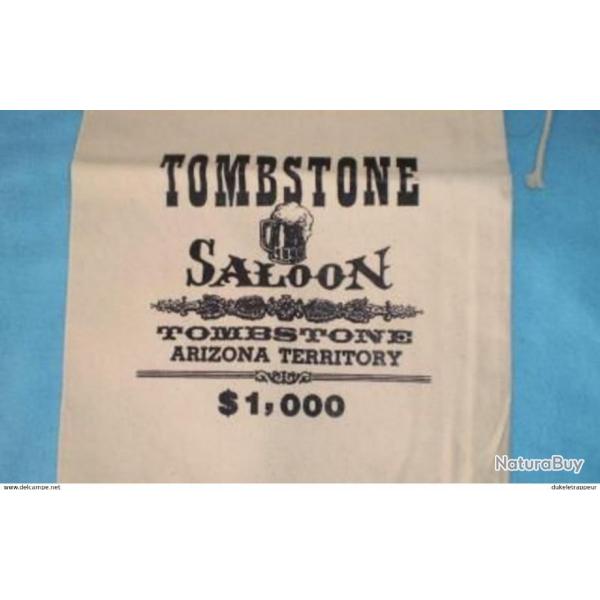 TOMBSTONE
SALOON
TOMBSTONE
ARIZONA TERRITORY
$1,000
NaturaBuy
www.delcampe.net
dukeletrappeur